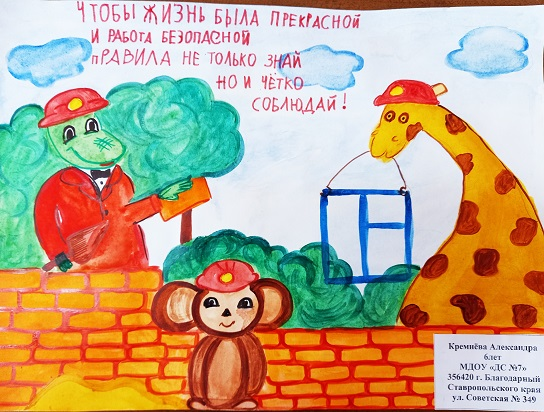 ЧТОБЫ ЖИЗНЬ БЫЛА ПРЕКРАСНОЙ
И РАБОТА БЕЗОПАСНОЙ
ПРАВИЛА НЕ ТОЛЬКО ЗНАЙ
НО И ЧЁТКО
СОБЛЮДАЙ!
Кремнёва Александра
6лет
МДОУ «ДС №7»
356420 г. Благодарный
Ставропольского края
ул. Советская № 349